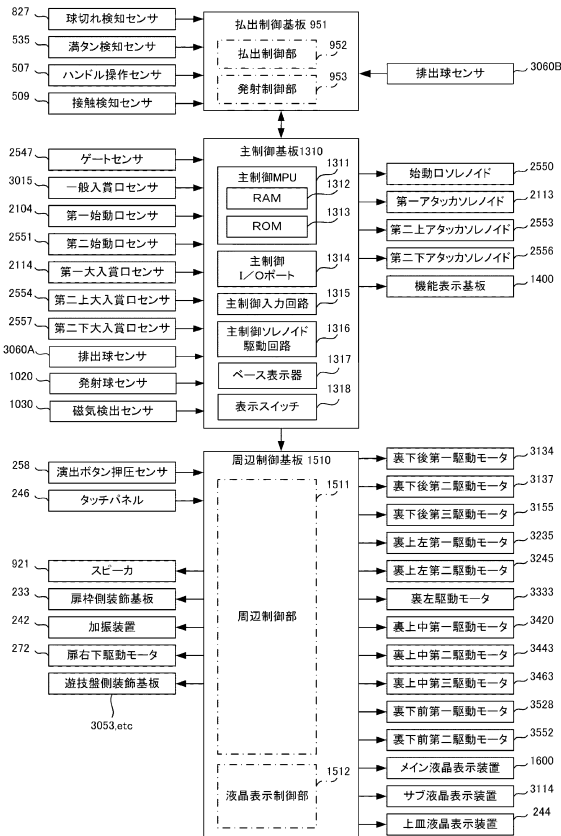 827
球切れ検知センサ
535
満タン検知センサ
507
ハンドル操作センサ
509
接触検知センサ
払出制御基板 951
払出制御部
952
発射制御部
953
排出球センサ
3060B
主制御基板1310
主制御MPU
1311
RAM
1312
ROM
1313
主制御
I/Oポート
1314
主制御入力回路
1315
主制御ソレノイド
駆動回路
1316
ベース表示器
1317
表示スイッチ
1318
2547
ゲートセンサ
3015
一般入賞口センサ
2104
第一始動口センサ
2551
第二始動口センサ
2114
第一大入賞口センサ
2554
第二上大入賞口センサ
2557
第二下大入賞口センサ
3060A
排出球センサ
1020
発射球センサ
1030
磁気検出センサ
始動口ソレノイド
2550
第一アタッカソレノイド
2113
第二上アタッカソレノイド
2553
第二下アタッカソレノイド
2556
機能表示基板
1400
周辺制御基板 1510
周辺制御部
1511
液晶表示制御部
1512
258
演出ボタン押圧センサ
246
タッチパネル
921
スピーカ
233
扉枠側装飾基板
242
加振装置
272
扉右下駆動モータ
遊技盤側装飾基板
3053,etc
裏下後第一駆動モータ
3134
裏下後第二駆動モータ
3137
裏下後第三駆動モータ
3155
裏上左第一駆動モータ
3235
裏上左第二駆動モータ
3245
裏左駆動モータ
3333
裏上中第一駆動モータ
3420
裏上中第二駆動モータ
3443
裏上中第三駆動モータ
3463
裏下前第一駆動モータ
3528
裏下前第二駆動モータ
3552
メイン液晶表示装置
1600
サブ液晶表示装置
3114
上皿液晶表示装置
244